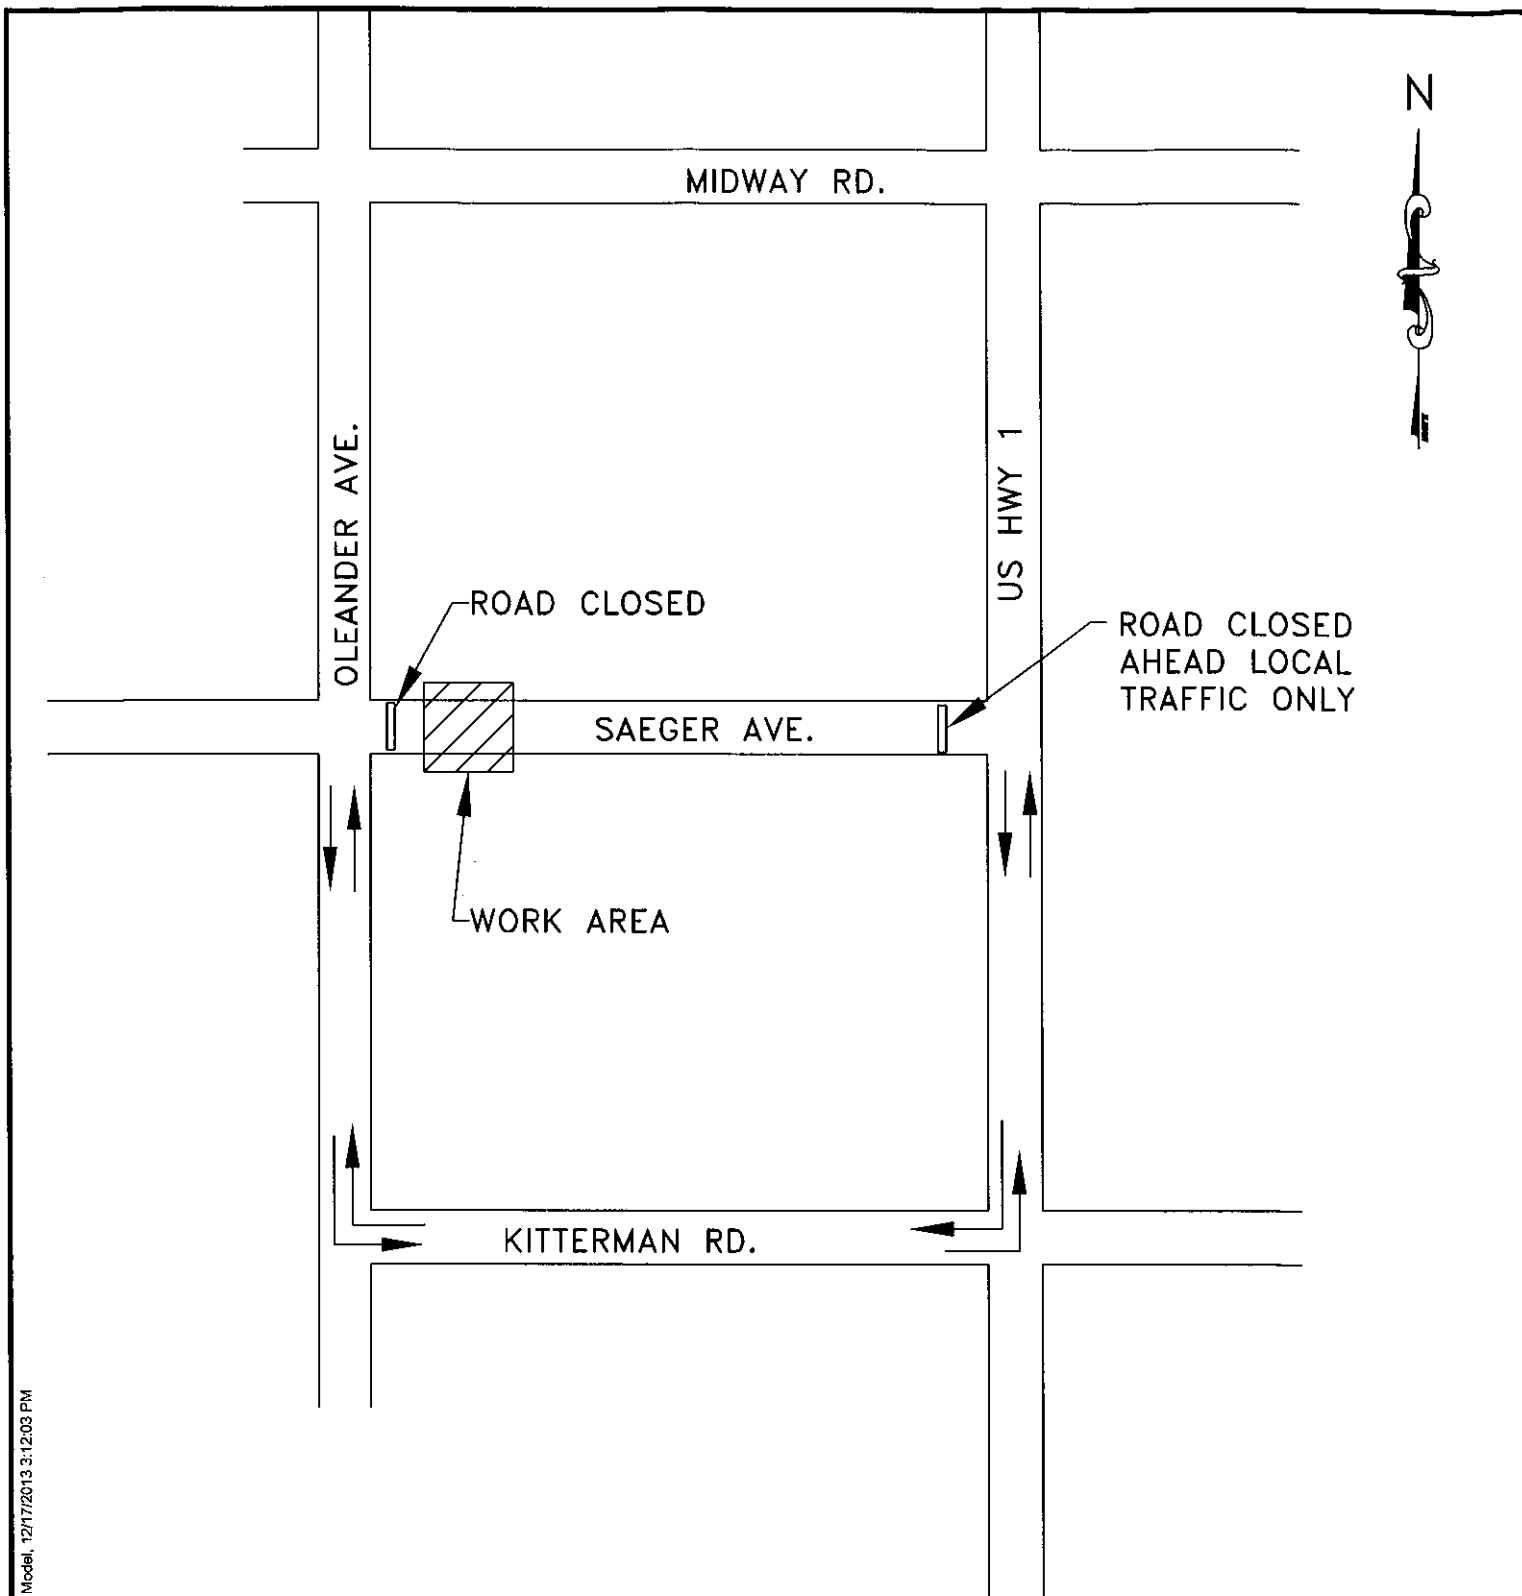 N
MIDWAY RD.
OLEANDER AVE.
US HWY 1
ROAD CLOSED
ROAD CLOSED
AHEAD LOCAL
TRAFFIC ONLY
SAEGER AVE.
WORK AREA
KITTERMAN RD.
Model, 12/17/2013 3:12:03 PM